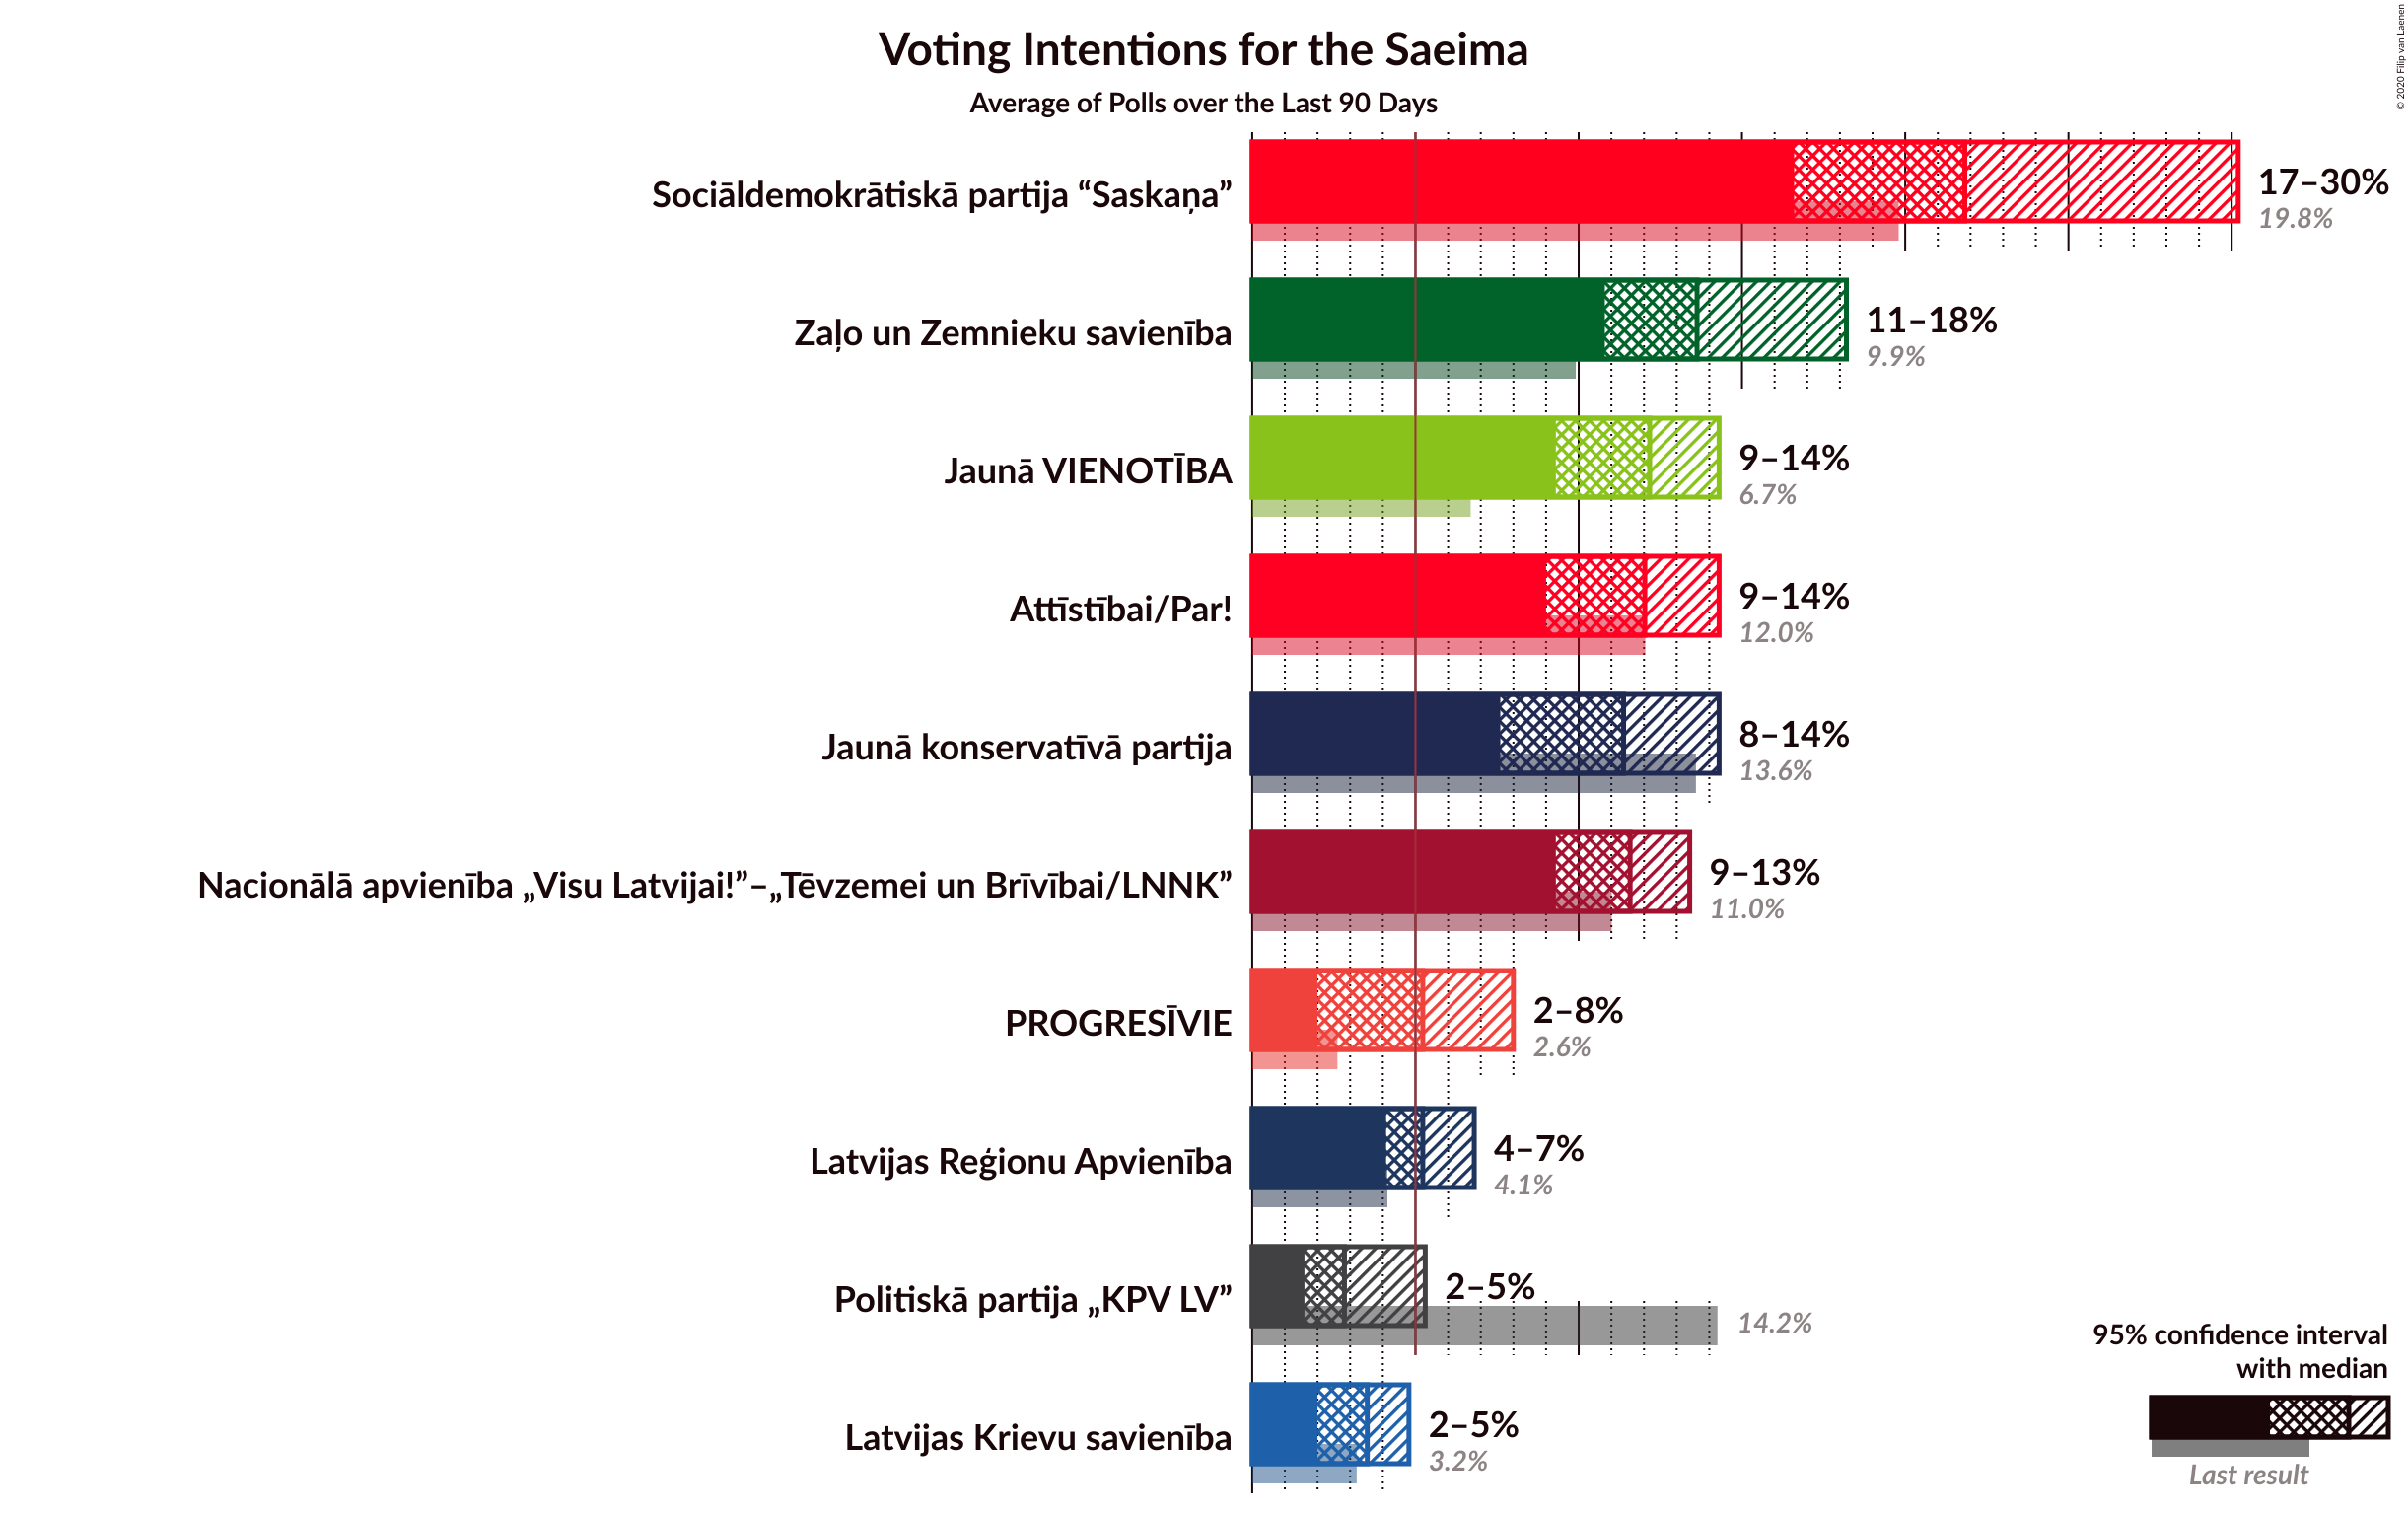 Voting Intentions for the Saeima
Average of Polls over the Last 90 Days
© 2020 Filip van Laenen
Sociāldemokrātiskā partija “Saskaņa”
17–30%
19.8%
Zaļo un Zemnieku savienība
11–18%
9.9%
Jaunā VIENOTĪBA
9–14%
6.7%
Attīstībai/Par!
9–14%
12.0%
Jaunā konservatīvā partija
8–14%
13.6%
Nacionālā apvienība „Visu Latvijai!”–„Tēvzemei un Brīvībai/LNNK”
9–13%
11.0%
PROGRESĪVIE
2–8%
2.6%
Latvijas Reģionu Apvienība
4–7%
4.1%
Politiskā partija „KPV LV”
2–5%
14.2%
Latvijas Krievu savienība
2–5%
3.2%
95% confidence interval
with median
Last result